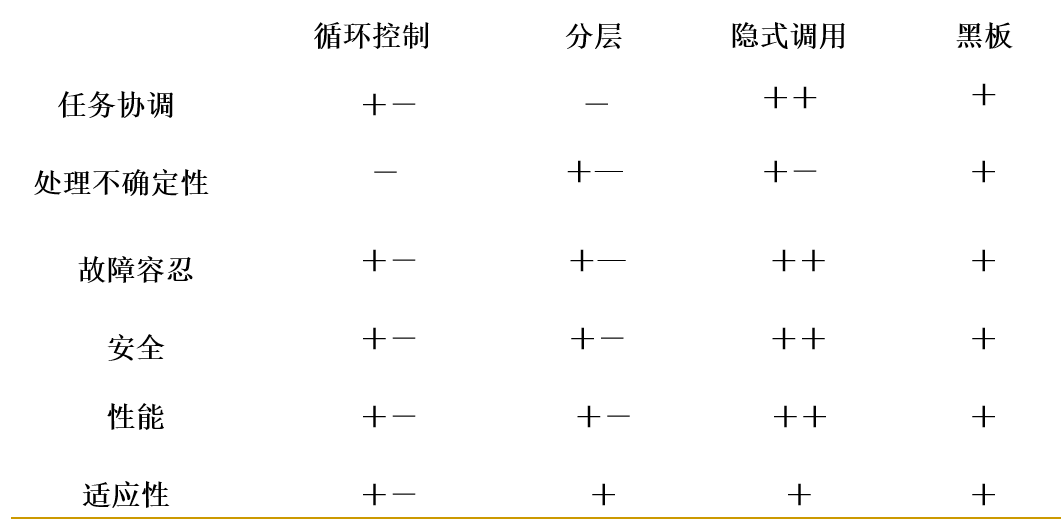 循环控制 分层 隐式调用 黑板
任务协调 +− − ++ +
处理不确定性 − +− +− +
故障容忍 +− +− ++ +
安全 +− +− ++ +
性能 +− +− ++ +
适应性 +− + + +